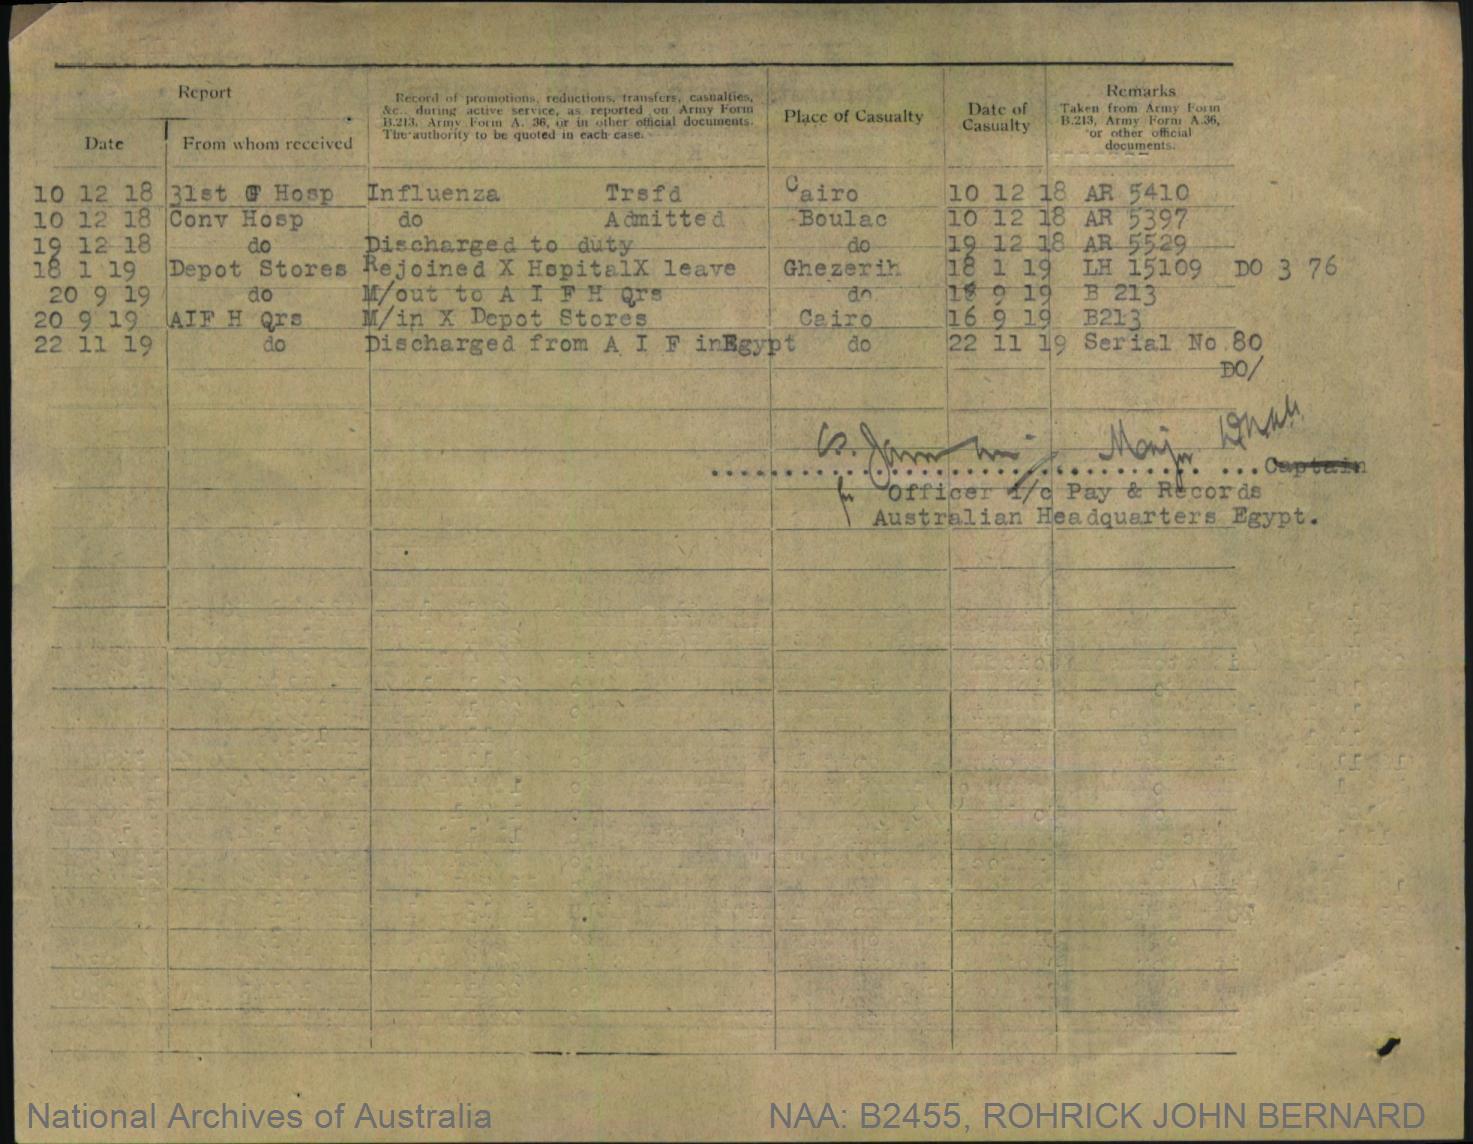 Report
Record of promotions, reductions, transfers, casualties, &c., during active service, as reported on Army Form B.213, Army Form A. 36, or in other official documents. The authority to be quoted in each case.
Place of Casualty
Date of Casualty
Remarks
Taken from Army Form B.213, Army Form A.36, or other official documents.
Date
From whom received
10 12 18 31st G Hosp Influenza Trsfd Cairo 10 12 18 AR 5410
10 12 18 Conv Hosp do Admitted Boulac 10 12 18 AR 5397
19 12 18 do Discharged to duty do 19 12 18 AR 5529
18 1 19 Depot Stores Rejoined X HspitalX leave Ghezerih 18 1 19 LH 15109 DO 3 76
20 9 19 do M/out to A I F H Qrs do 9 19 B 213
20 9 19 AIF H Qrs M/in X Depot Stores Cairo 16 9 19 B213
22 11 19 do Discharged from A I F inEgypt do 22 11 19 Serial No 80
DO/
Major
Captain
for Officer i/c Pay & Records
Australian Headquarters Egypt.
National Archives of Australia
NAA: B2455, ROHRICK JOHN BERNARD